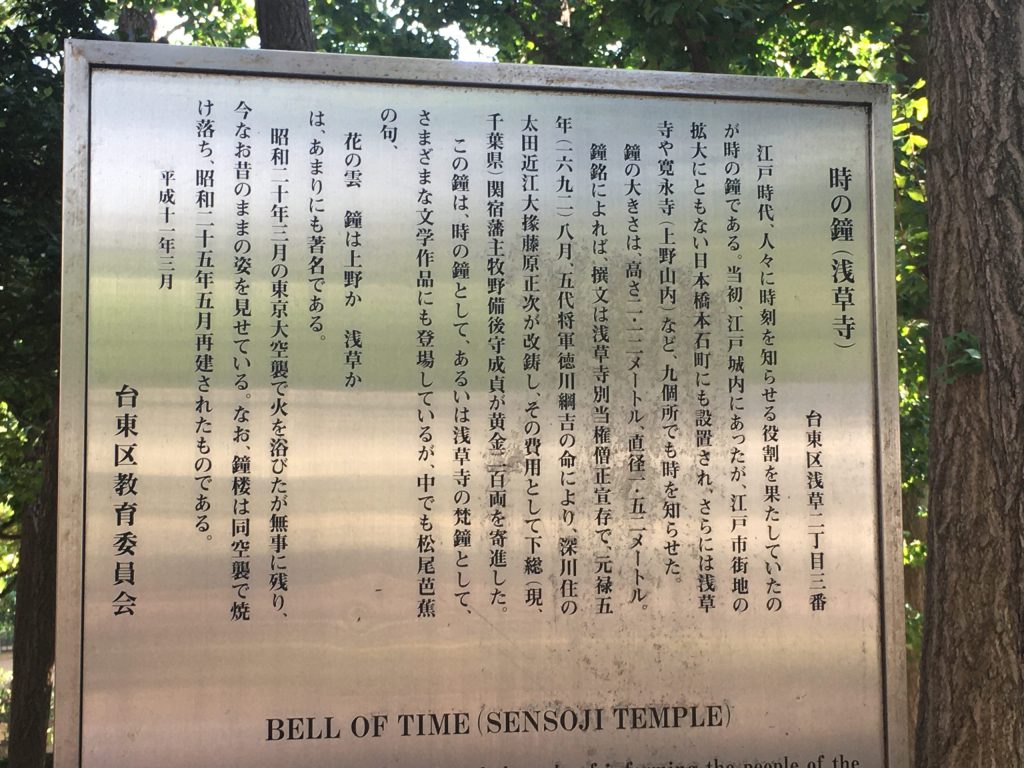 時の鐘（浅草寺）
台東区浅草二丁目三番
江戸時代、人々に時刻を知らせる役割を果たしていたの
が時の鐘である。当初、江戸城内にあったが、江戸市街地の
拡大にともない日本橋本石町にも設置され、さらには浅草
寺や寛永寺（上野山内）など、九個所でも時を知らせた。
鐘の大きさは、高さ二・一二メートル、直径一・五二メートル。
鐘銘によれば、撰文は浅草寺別当権僧正宣存で、元禄五
年（一六九二）八月、五代将軍徳川綱吉の命により、深川住の
太田近江大掾藤原正次が改鋳し、その費用として下総（現、
千葉県）関宿藩主牧野備後守成貞が黄金二百両を寄進した。
この鐘は、時の鐘として、あるいは浅草寺の梵鐘として、
さまざまな文学作品にも登場しているが、中でも松尾芭蕉
の句、
花の雲　鐘は上野か　浅草か
は、あまりにも著名である。
昭和二十年三月の東京大空襲で火を浴びたが無事に残り、
今なお昔のままの姿を見せている。なお、鐘楼は同空襲で焼
け落ち、昭和二十五年五月再建されたものである。
平成十一年三月
台東区教育委員会
BELL OF TIME (SENSOJI TEMPLE)
informing the people of the